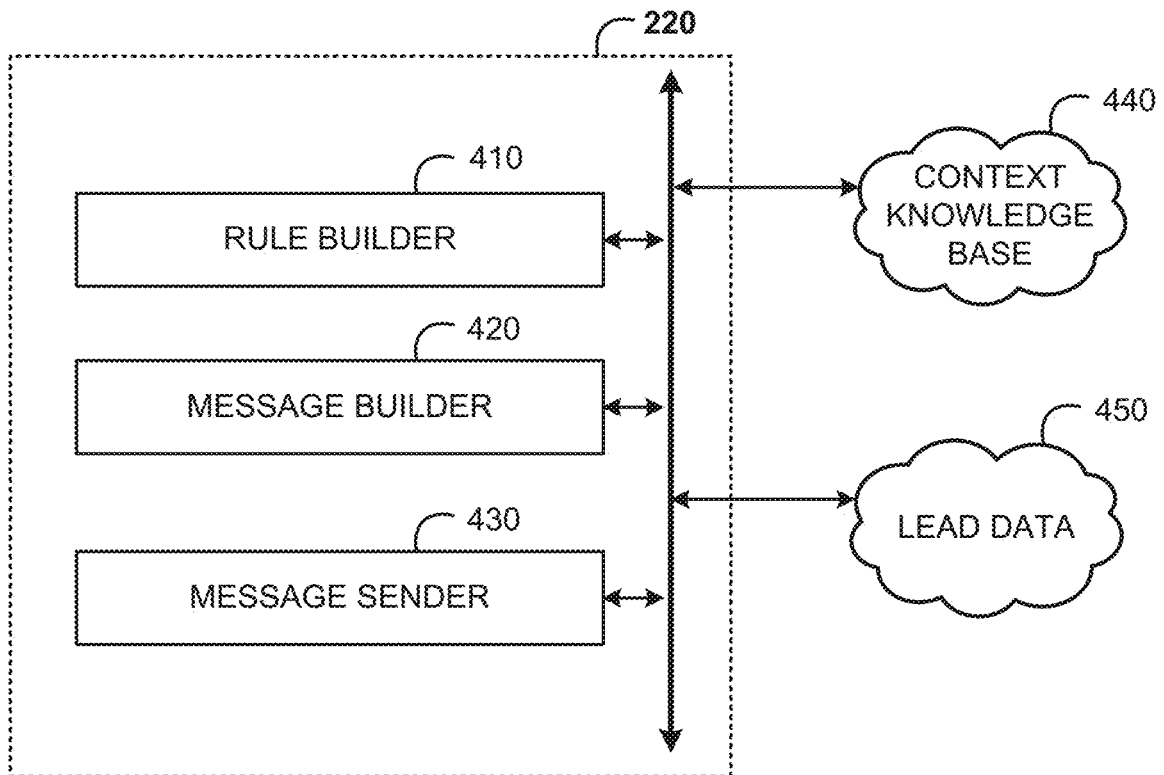 220
440
CONTEXT
KNOWLEDGE
BASE
410
RULE BUILDER
420
MESSAGE BUILDER
450
LEAD DATA
430
MESSAGE SENDER